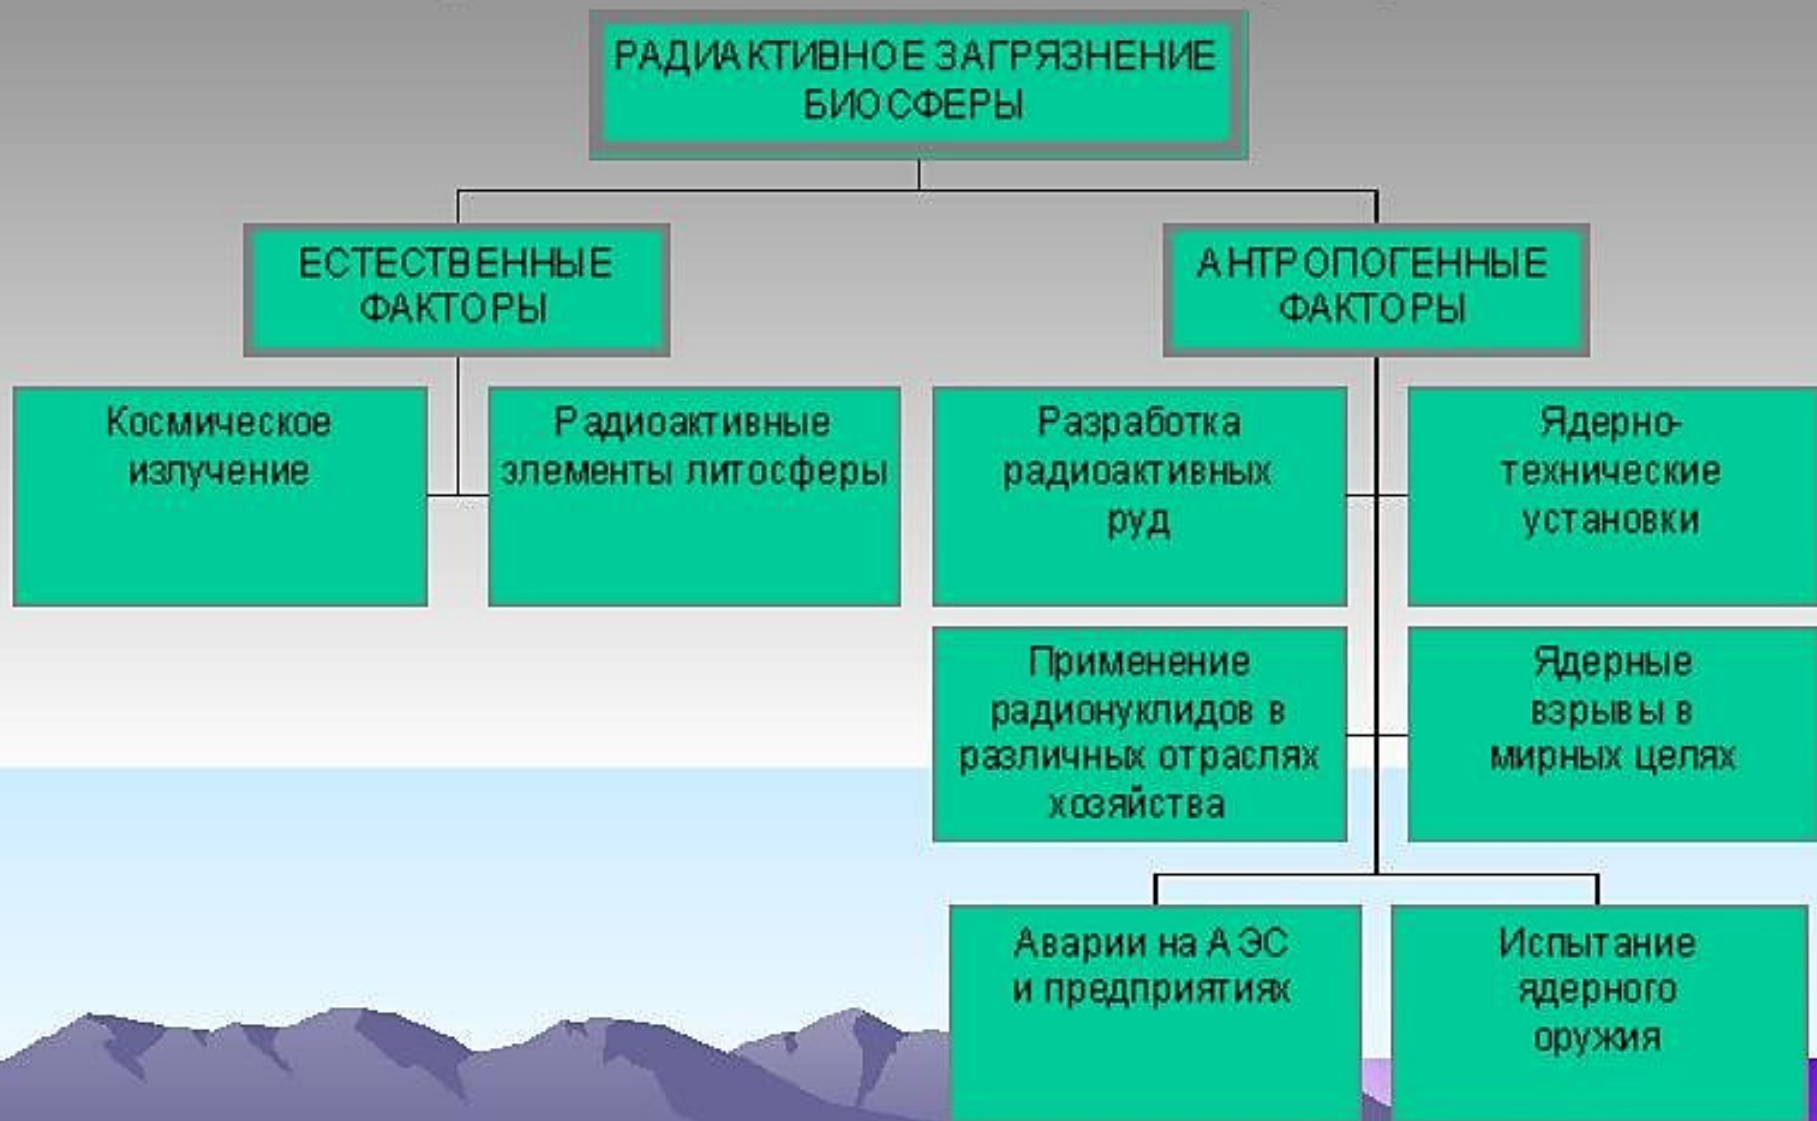 РАДИАКТИВНОЕ ЗАГРЯЗНЕНИЕ
БИОСФЕРЫ
ЕСТЕСТВЕННЫЕ
ФАКТОРЫ
АНТРОПОГЕННЫЕ
ФАКТОРЫ
Космическое
излучение
Радиоактивные
элементы литосферы
Разработка
радиоактивных
руд
Ядерно-
технические
установки
Применение
радионуклидов в
различных отраслях
хозяйства
Ядерные
взрывы в
мирных целях
Аварии на АЭС
и предприятиях
Испытание
ядерного
оружия